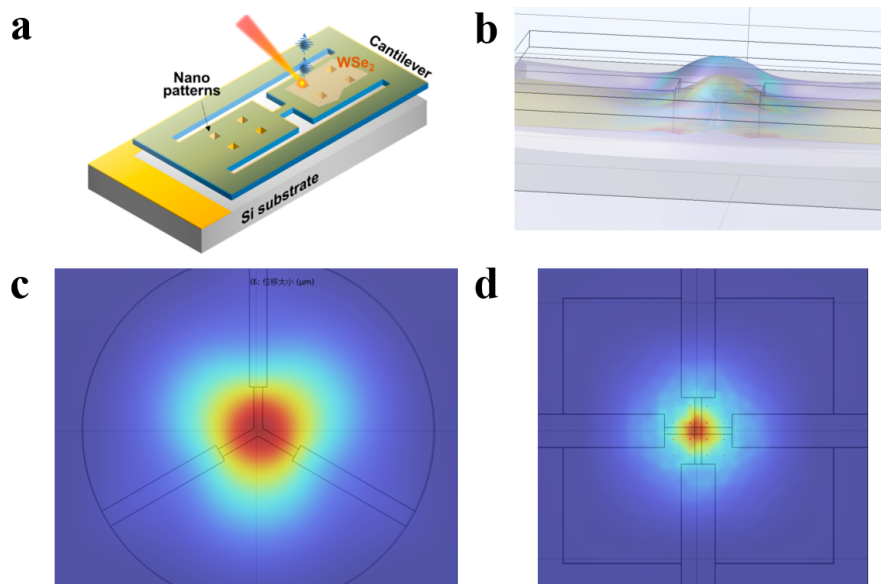 a
b
Nano
patterns
WSe₂
Cantilever
Si substrate
c
体: 位移大小 (μm)
d